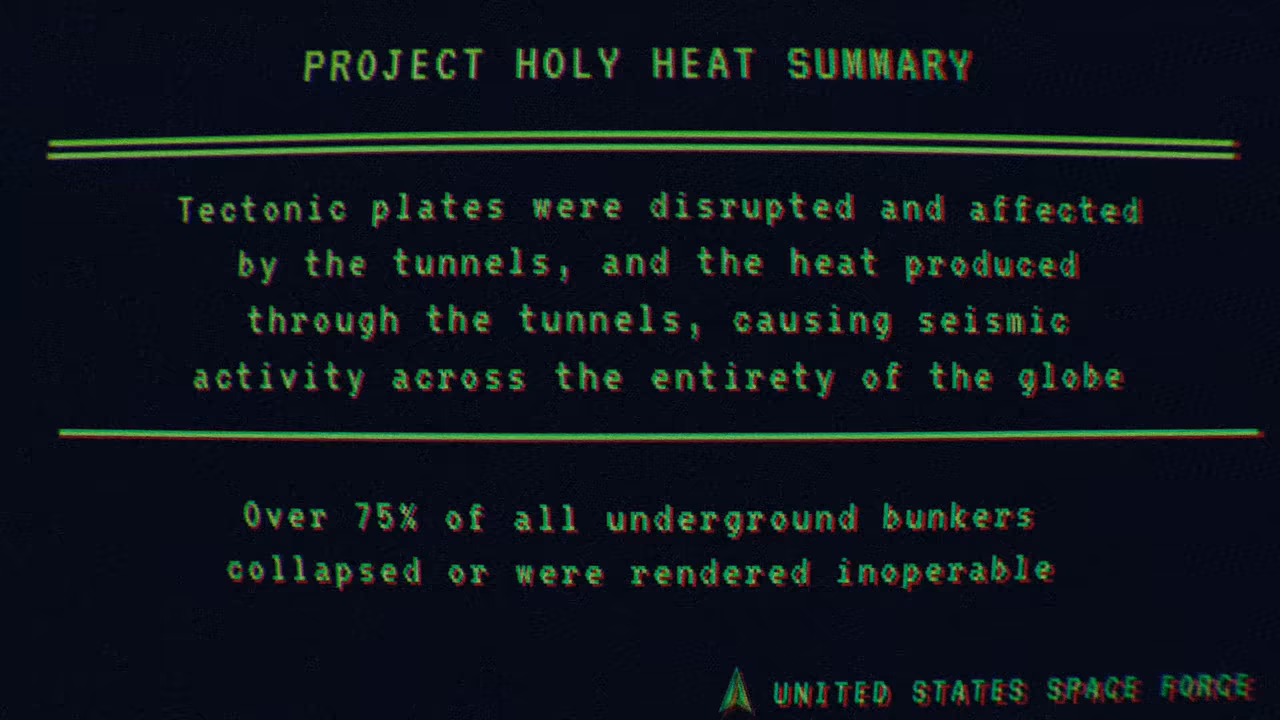 PROJECT HOLY HEAT SUMMARY
Tectonic plates were disrupted and affected
by the tunnels, and the heat produced
through the tunnels, causing seismic
activity across the entirety of the globe
Over 75% of all underground bunkers
collapsed or were rendered inoperable
UNITED STATES SPACE FORCE